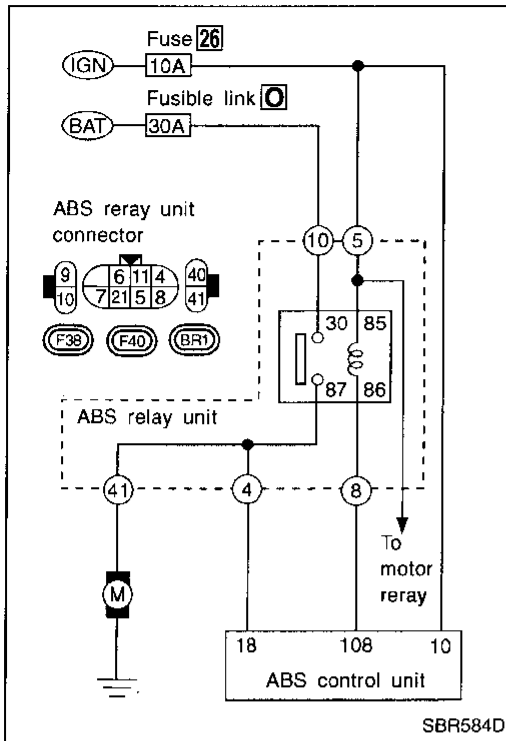 Fuse 26
IGN 10A
Fusible link O
BAT 30A
ABS reray unit
connector
10 5
9 6 11 4 40
10 7 21 5 8 41
F38 F40 BR1
30 85
87 86
ABS relay unit
41 4 8
To
motor
reray
M
18 108 10
ABS control unit
SBR584D